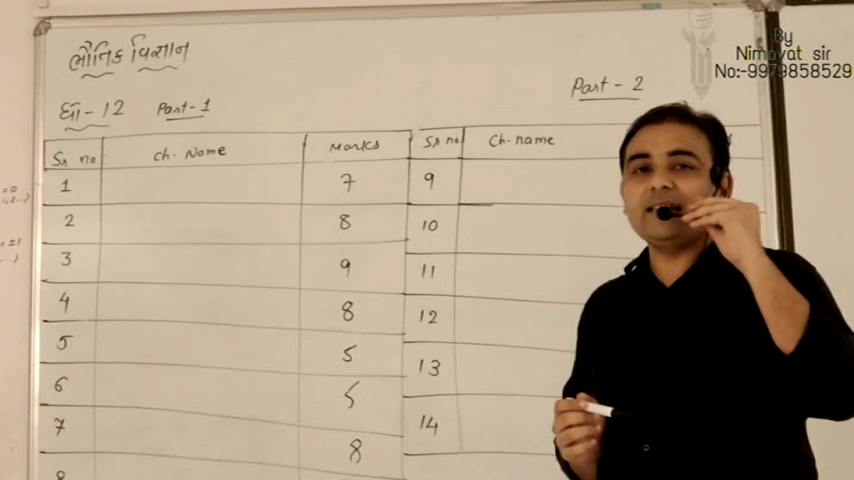 By
Nimavat sir
No:-9979858529
ભૌતિક વિજ્ઞાન
ધો-12 Part-1
Part-2
Sr no Ch-Name Marks Sr no Ch-name
1 7 9
2 8 10
3 9 11
4 8 12
5 5 13
6 5 14
7 8
8